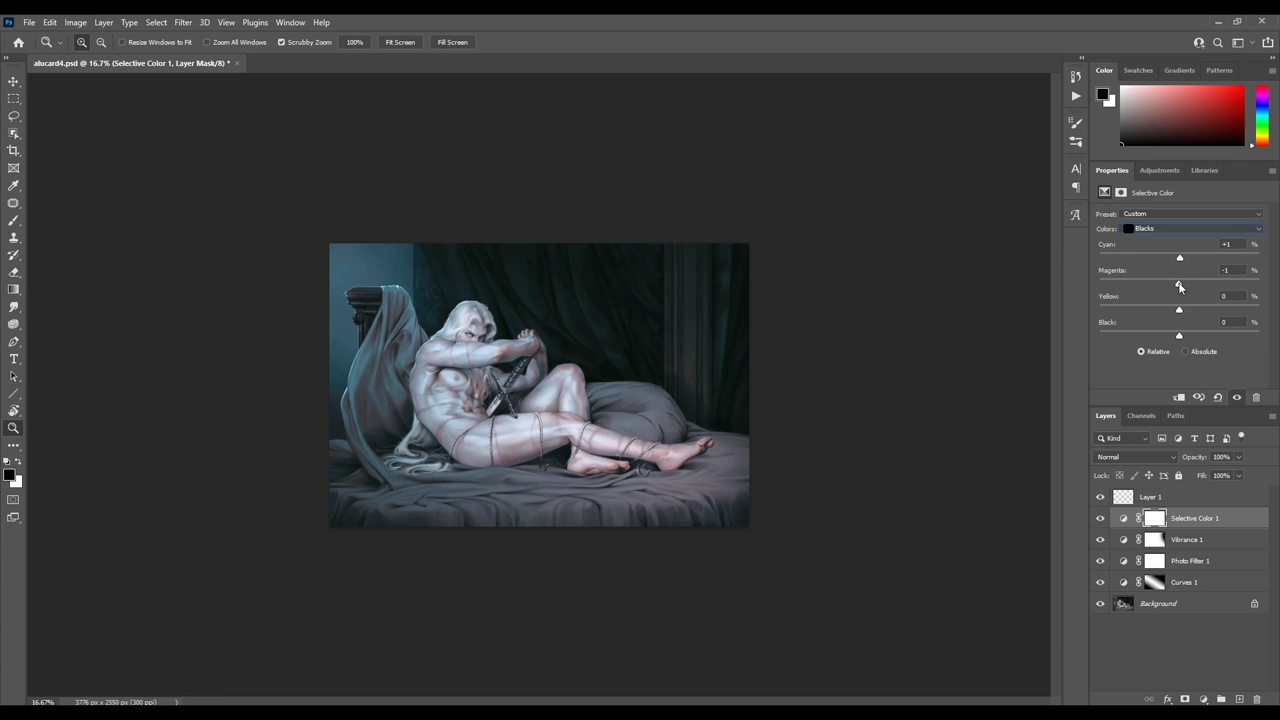 Ps File Edit Image Layer Type Select Filter 3D View Plugins Window Help
Resize Windows to Fit Zoom All Windows Scrubby Zoom 100% Fit Screen Fill Screen
alucard4.psd @ 16.7% (Selective Color 1, Layer Mask/8) * ×
Color Swatches Gradients Patterns
Properties Adjustments Libraries
Selective Color
Preset: Custom
Colors: Blacks
Cyan: +1 %
Magenta: -1 %
Yellow: 0 %
Black: 0 %
Relative Absolute
Layers Channels Paths
Kind
Normal Opacity: 100%
Lock: Fill: 100%
Layer 1
Selective Color 1
Vibrance 1
Photo Filter 1
Curves 1
Background
16.67% 3776 px x 2550 px (300 ppi)